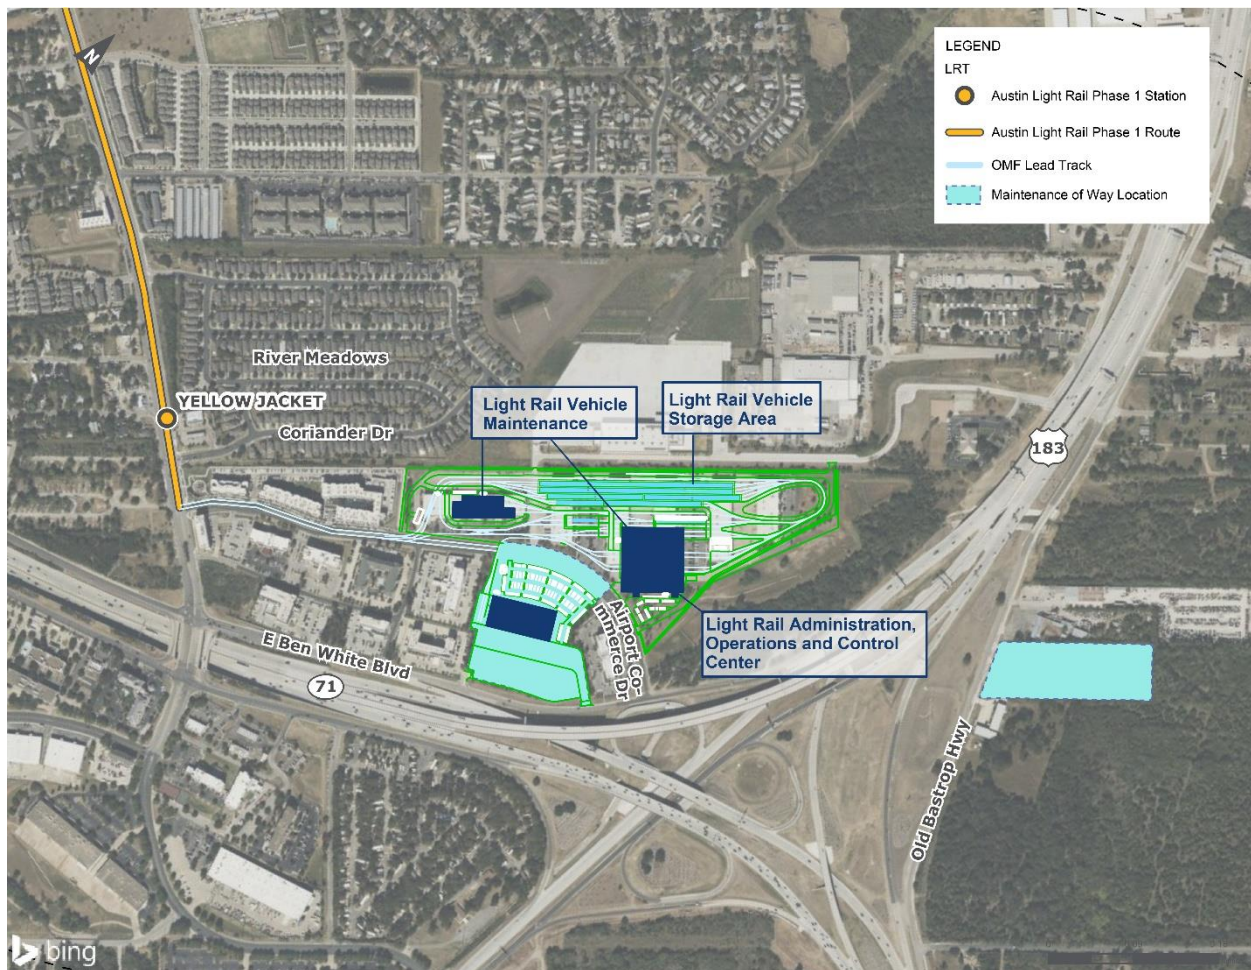 N
LEGEND
LRT
Austin Light Rail Phase 1 Station
Austin Light Rail Phase 1 Route
OMF Lead Track
Maintenance of Way Location
River Meadows
YELLOW JACKET
Coriander Dr
Light Rail Vehicle
Maintenance
Light Rail Vehicle
Storage Area
183
Airport Co-
mmerce Dr
Light Rail Administration,
Operations and Control
Center
E Ben White Blvd
71
Old Bastrop Hwy
bing